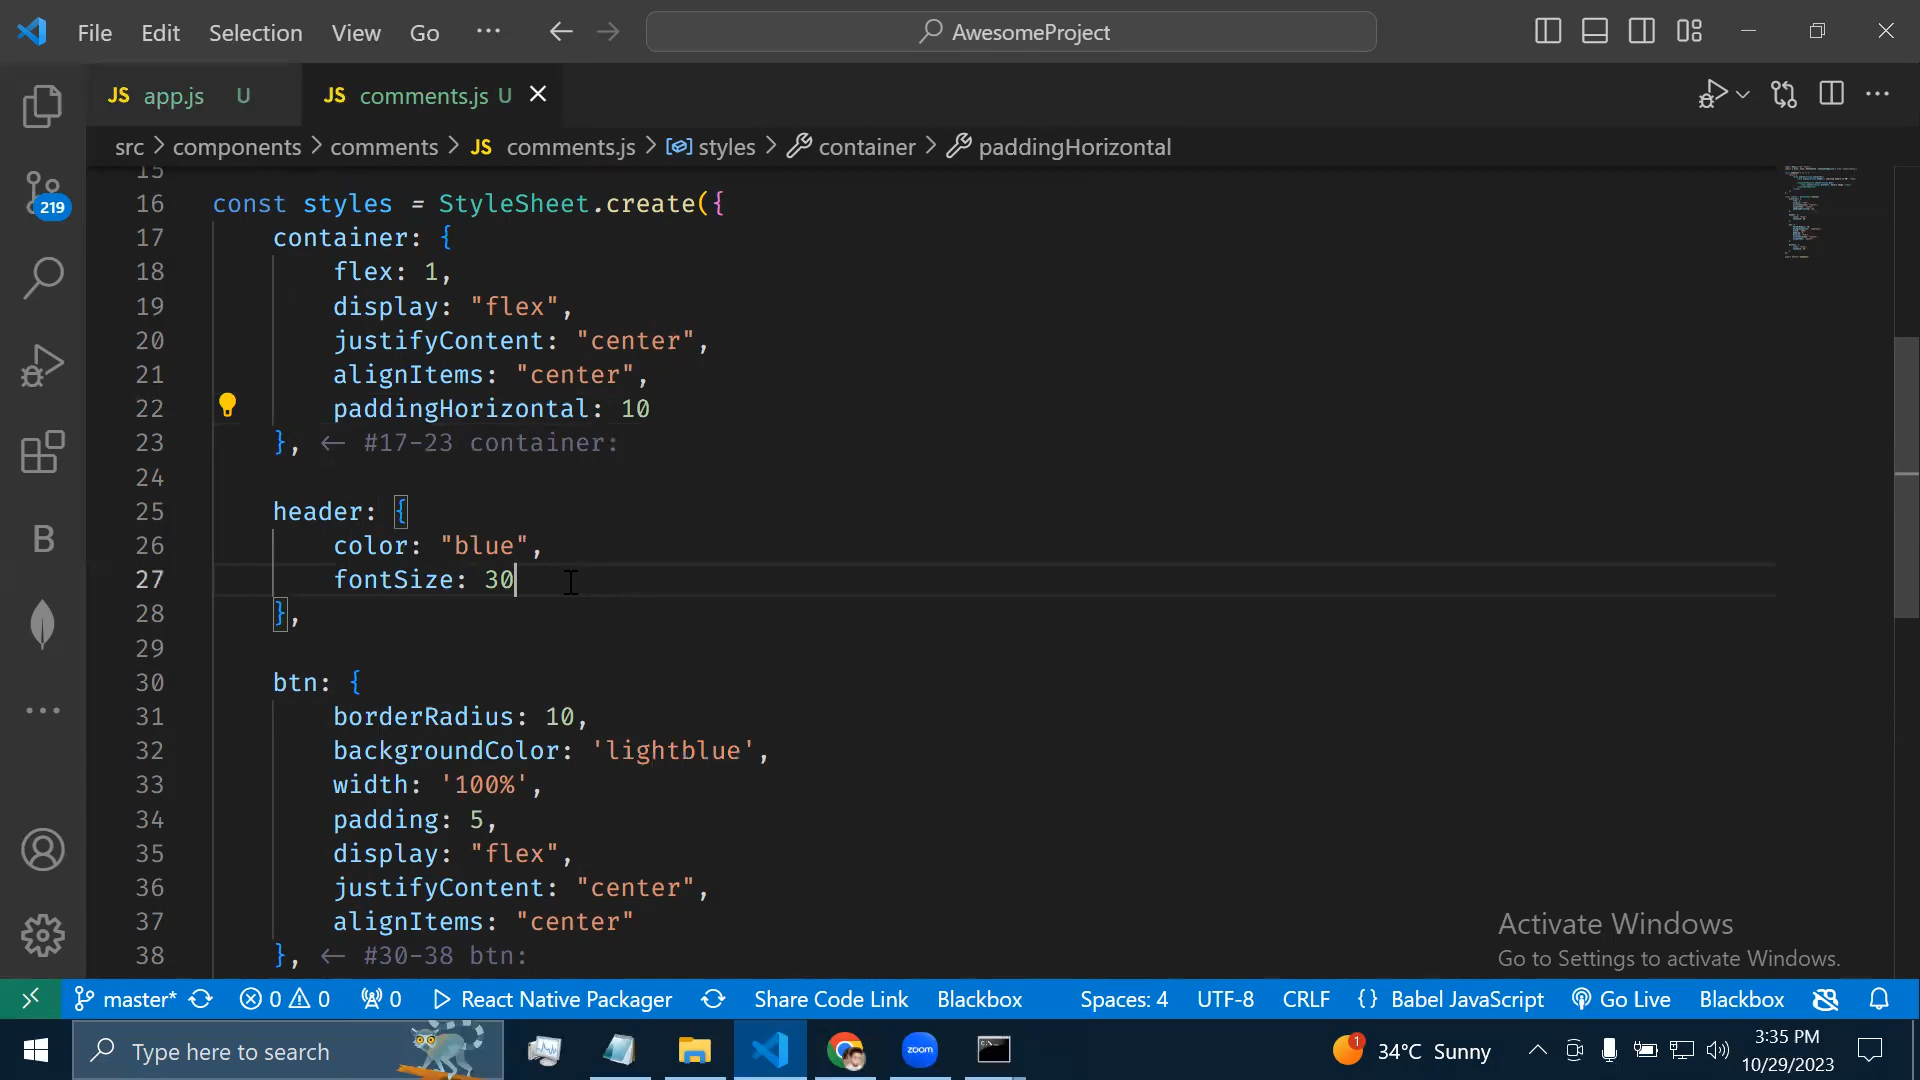 File Edit Selection View Go ··· AwesomeProject
JS app.js U JS comments.js U
src > components > comments > JS comments.js > styles > container > paddingHorizontal
15
16 const styles = StyleSheet.create({
17 container: {
18 flex: 1,
19 display: "flex",
20 justifyContent: "center",
21 alignItems: "center",
22 paddingHorizontal: 10
23 }, ← #17-23 container:
24
25 header: {
26 color: "blue",
27 fontSize: 30
28 },
29
30 btn: {
31 borderRadius: 10,
32 backgroundColor: 'lightblue',
33 width: '100%',
34 padding: 5,
35 display: "flex",
36 justifyContent: "center",
37 alignItems: "center"
38 }, ← #30-38 btn:
219
B
Activate Windows
Go to Settings to activate Windows.
master* 0 0 0 React Native Packager Share Code Link Blackbox Spaces: 4 UTF-8 CRLF {} Babel JavaScript Go Live Blackbox
Type here to search zoom 1 34°C Sunny 3:35 PM
10/29/2023